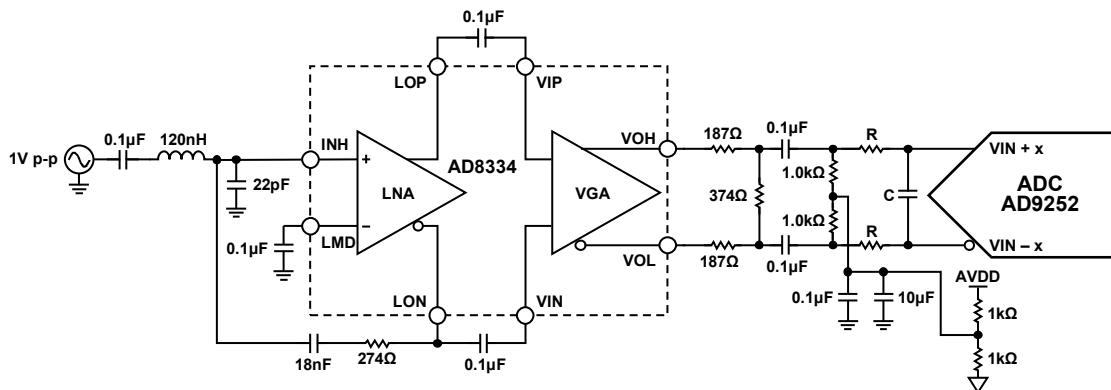 0.1µF
LOP
VIP
0.1µF
120nH
1V p-p
INH
22pF
+
LNA
–
LMD
0.1µF
AD8334
VGA
VOH
VOL
187Ω
187Ω
374Ω
0.1µF
0.1µF
1.0kΩ
1.0kΩ
R
R
C
VIN + x
ADC
AD9252
VIN – x
LON
VIN
18nF
274Ω
0.1µF
0.1µF
10µF
AVDD
1kΩ
1kΩ